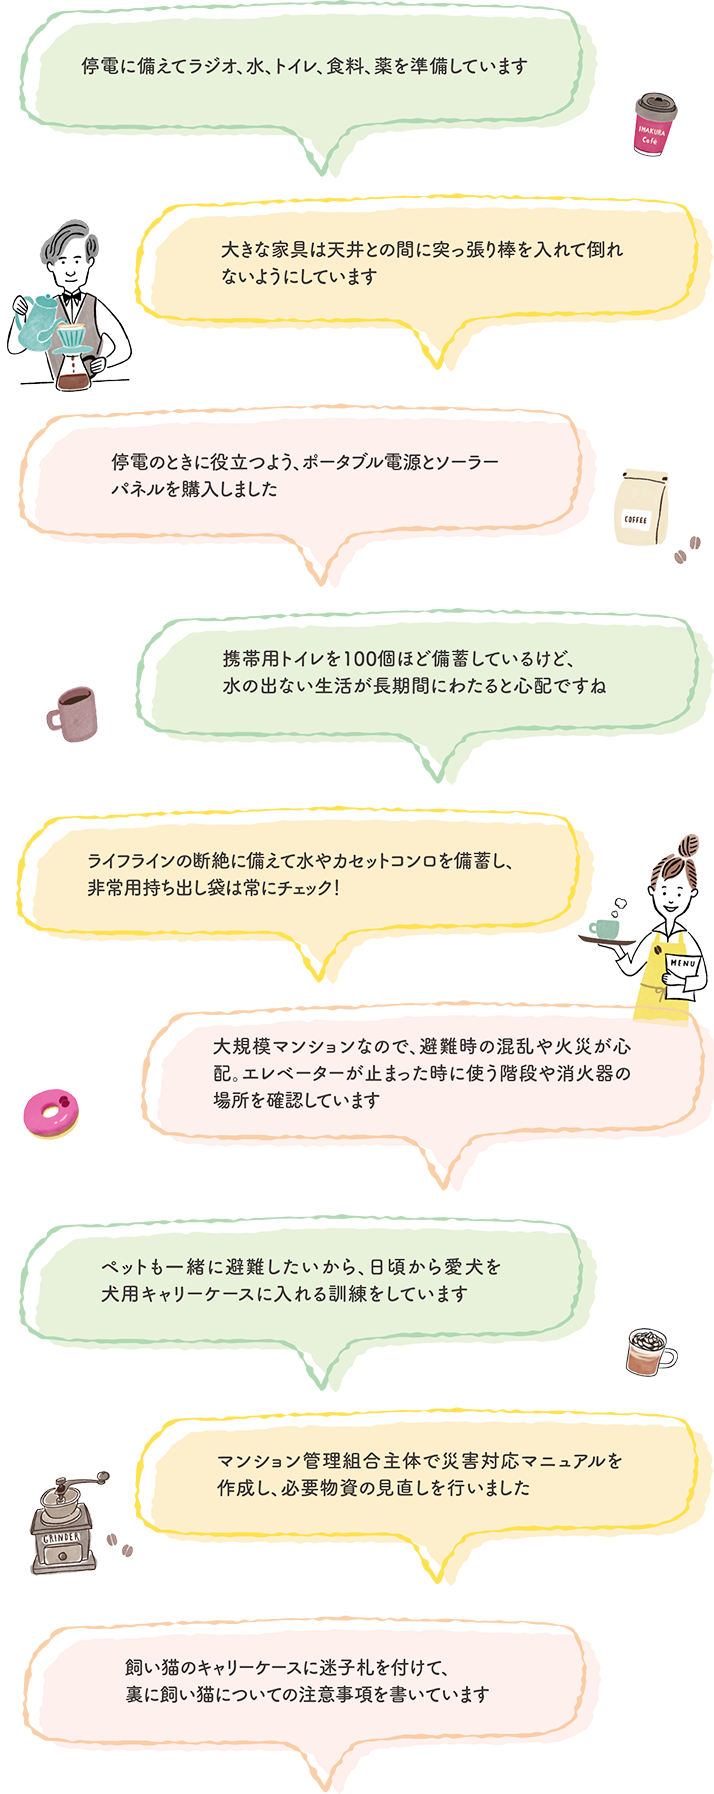 停電に備えてラジオ、水、トイレ、食料、薬を準備しています
IMAKURA
Café
大きな家具は天井との間に突っ張り棒を入れて倒れ
ないようにしています
停電のときに役立つよう、ポータブル電源とソーラー
パネルを購入しました
COFFEE
携帯用トイレを100個ほど備蓄しているけど、
水の出ない生活が長期間にわたると心配ですね
ライフラインの断絶に備えて水やカセットコンロを備蓄し、
非常用持ち出し袋は常にチェック！
MENU
大規模マンションなので、避難時の混乱や火災が心
配。エレベーターが止まった時に使う階段や消火器の
場所を確認しています
ペットも一緒に避難したいから、日頃から愛犬を
犬用キャリーケースに入れる訓練をしています
マンション管理組合主体で災害対応マニュアルを
作成し、必要物資の見直しを行いました
GRINDER
飼い猫のキャリーケースに迷子札を付けて、
裏に飼い猫についての注意事項を書いています